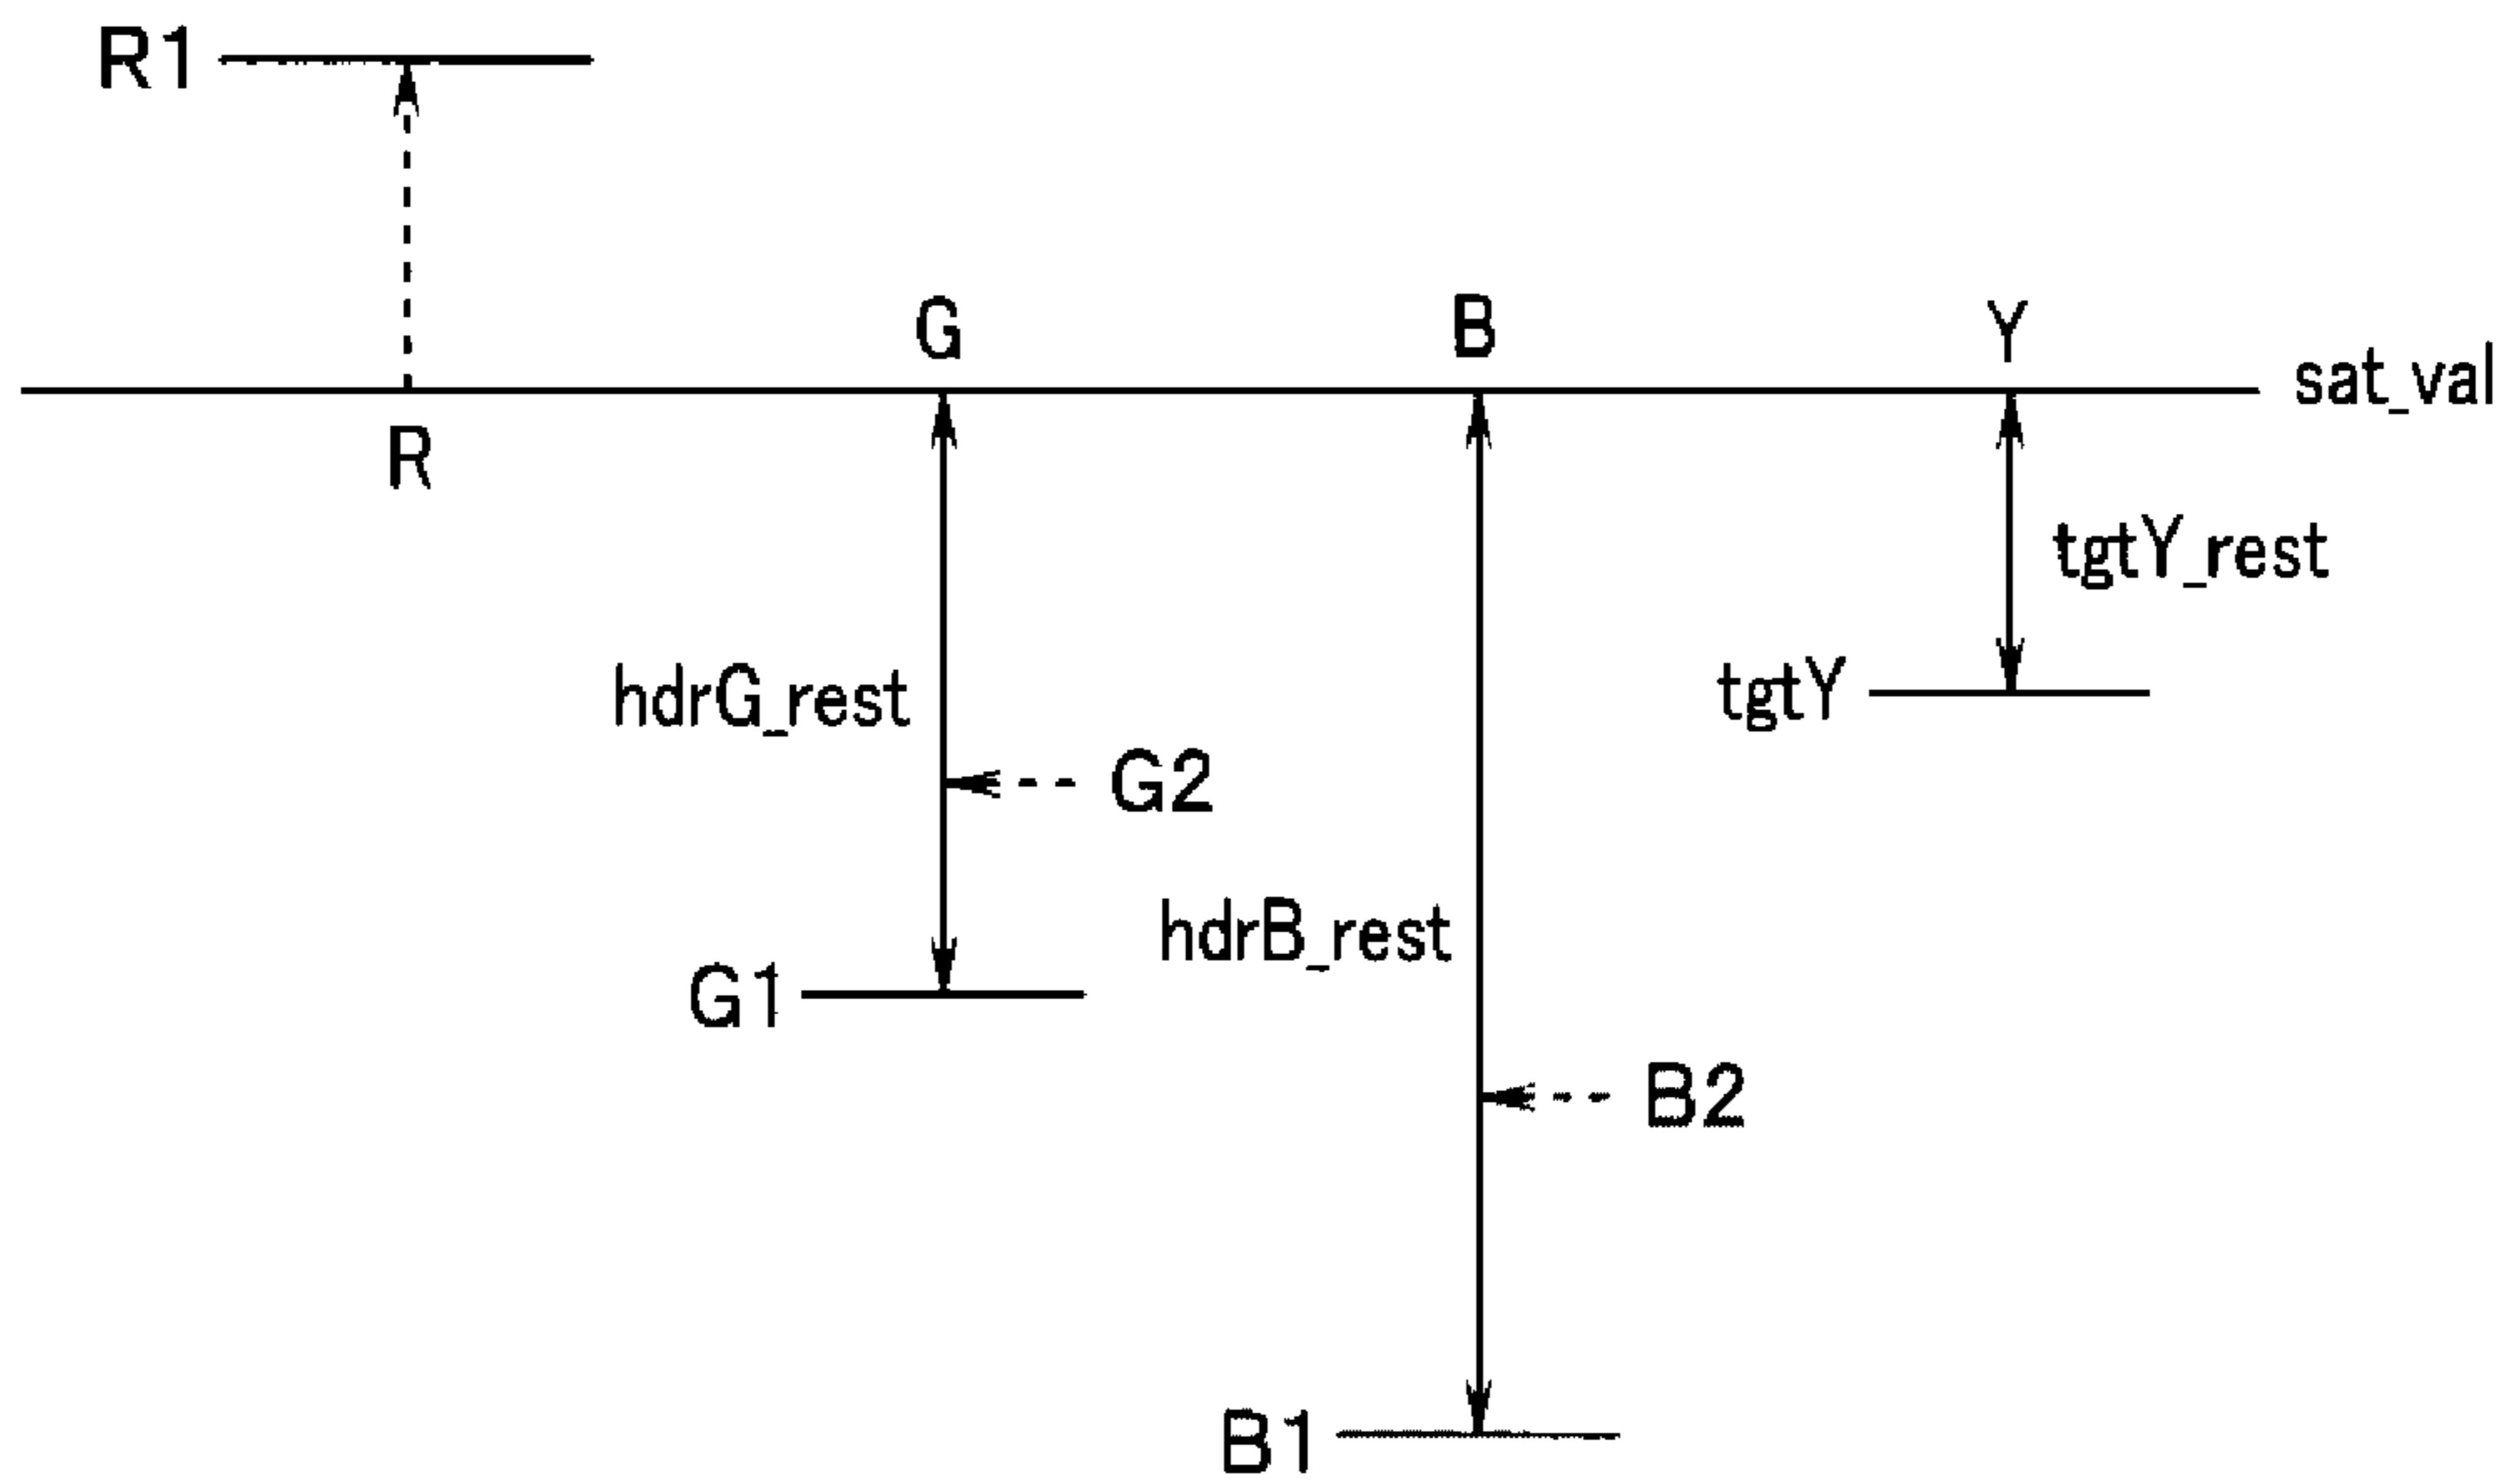 R1
G
B
Y
sat_val
R
tgtY_rest
hdrG_rest
tgtY
G2
hdrB_rest
G1
B2
B1